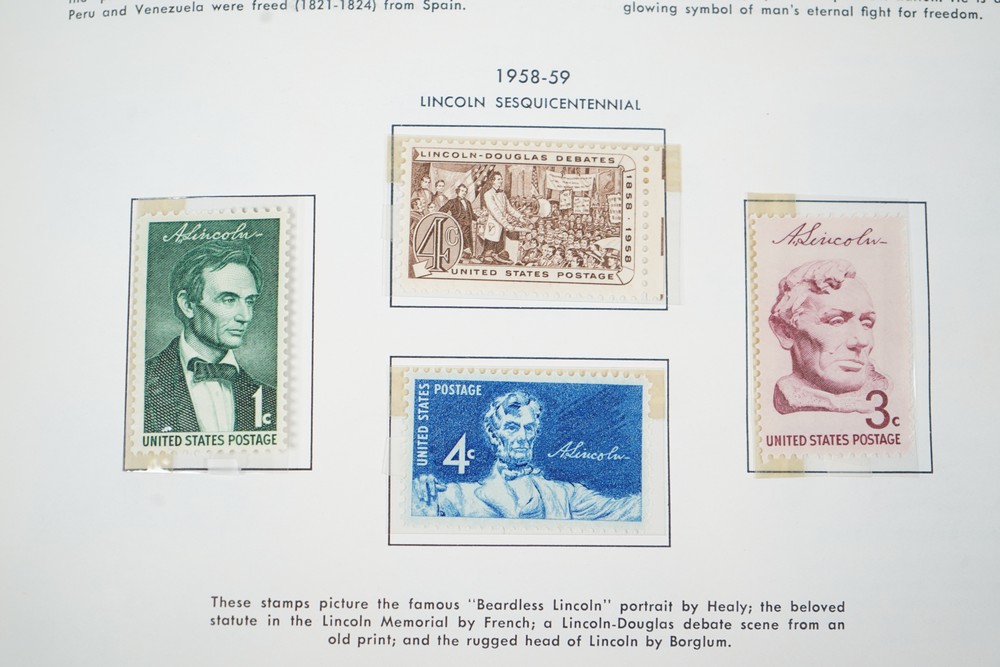 Peru and Venezuela were freed (1821-1824) from Spain.
glowing symbol of man's eternal fight for freedom.
1958-59
LINCOLN SESQUICENTENNIAL
LINCOLN-DOUGLAS DEBATES
1858 · 1958
4c
UNITED STATES POSTAGE
A. Lincoln
1c
UNITED STATES POSTAGE
UNITED STATES POSTAGE
4c
A. Lincoln
A. Lincoln
3c
UNITED STATES POSTAGE
These stamps picture the famous "Beardless Lincoln" portrait by Healy; the beloved
statute in the Lincoln Memorial by French; a Lincoln-Douglas debate scene from an
old print; and the rugged head of Lincoln by Borglum.